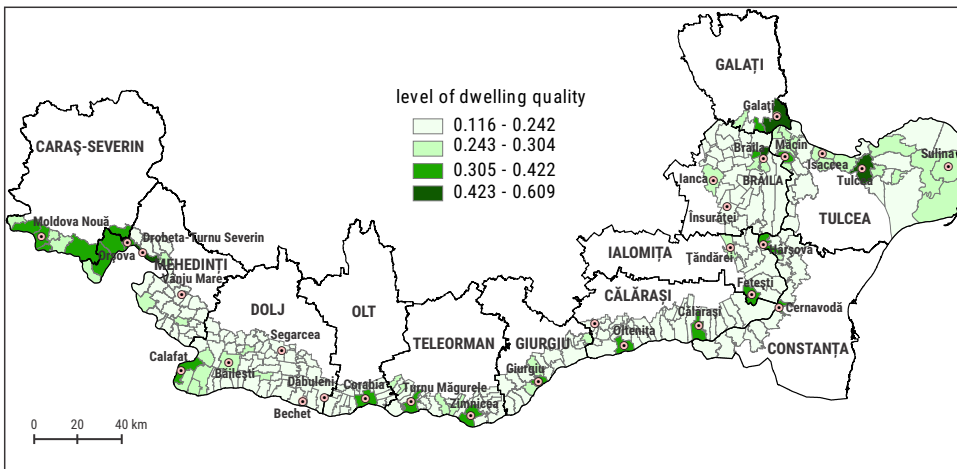 GALAȚI
level of dwelling quality
0.116 - 0.242
0.243 - 0.304
0.305 - 0.422
0.423 - 0.609
Galați
CARAȘ-SEVERIN
Brăila
Măcin
Isaccea
Sulina
Tulcea
Ianca
BRĂILA
Însurăței
TULCEA
Moldova Nouă
Drobeta-Turnu Severin
Orșova
MEHEDINȚI
Vânju Mare
IALOMIȚA
Țăndărei
Hârșova
DOLJ
OLT
CĂLĂRAȘI
Fetești
Cernavodă
Călărași
Oltenița
Segarcea
TELEORMAN
GIURGIU
CONSTANȚA
Calafat
Băilești
Giurgiu
Dăbuleni
Corabia
Turnu Măgurele
Zimnicea
Bechet
0 20 40 km